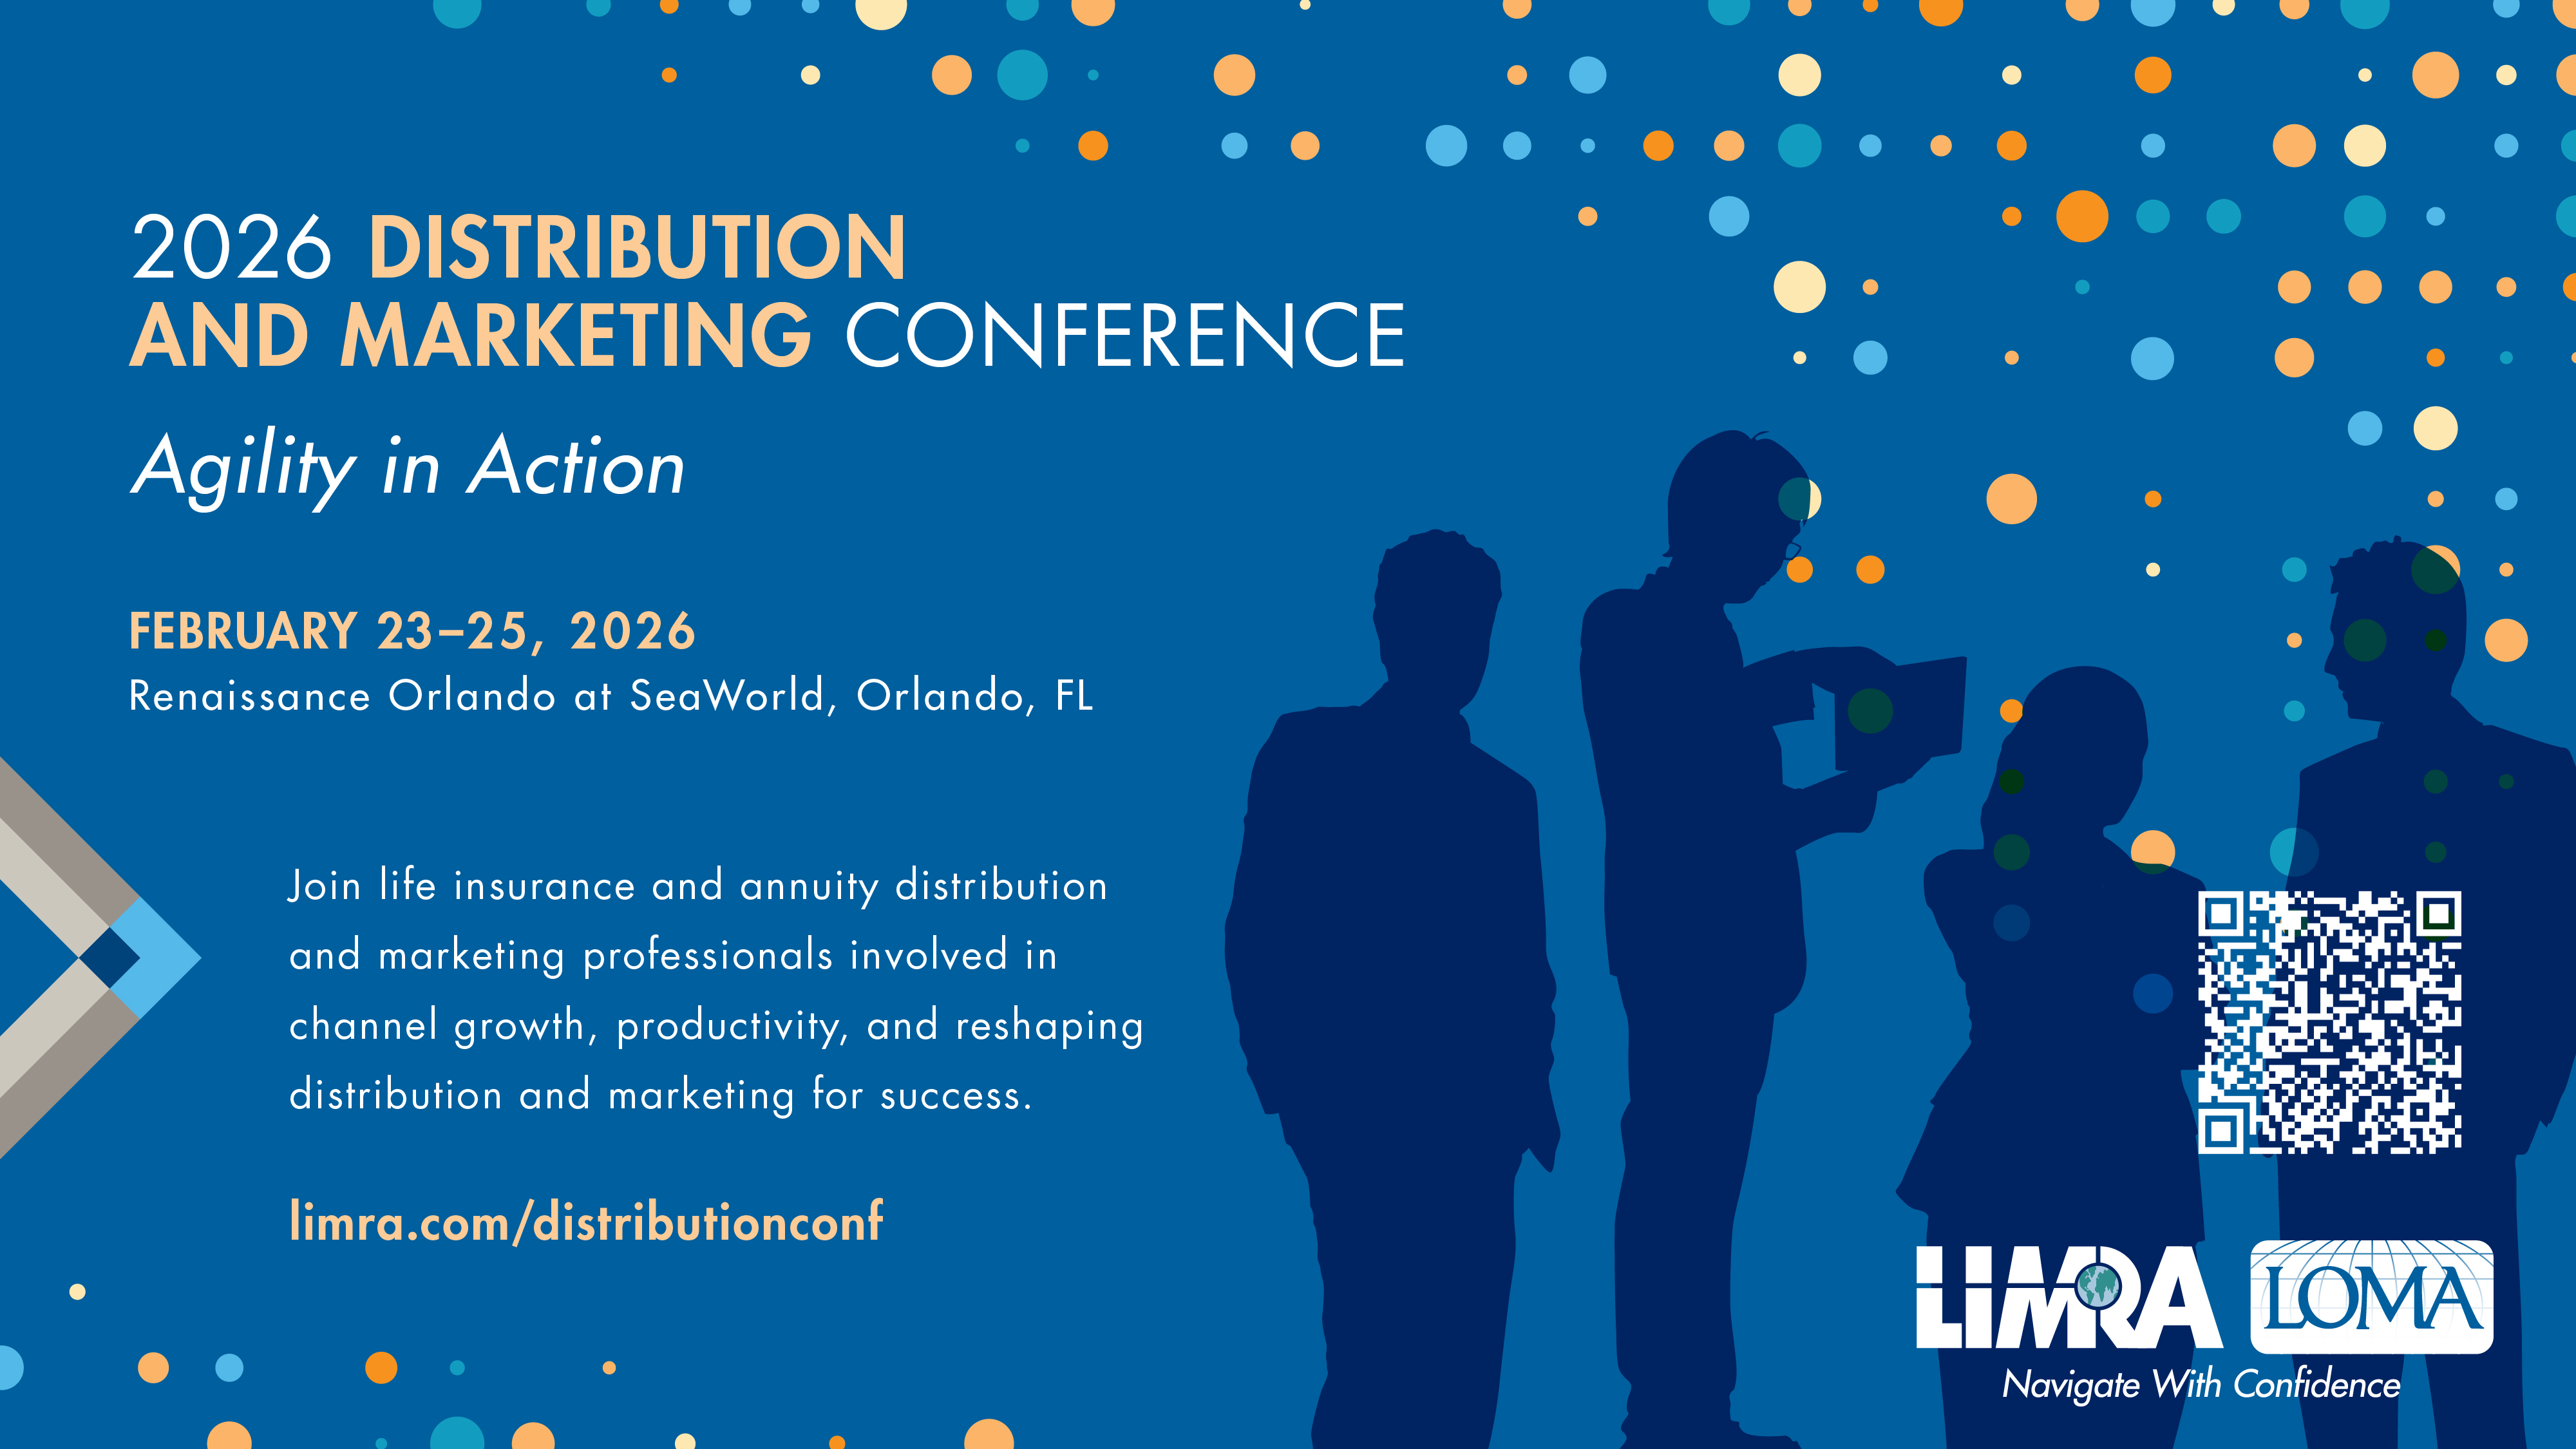 2026 DISTRIBUTION
AND MARKETING CONFERENCE
Agility in Action
FEBRUARY 23–25, 2026
Renaissance Orlando at SeaWorld, Orlando, FL
Join life insurance and annuity distribution
and marketing professionals involved in
channel growth, productivity, and reshaping
distribution and marketing for success.
limra.com/distributionconf
LIMRA LOMA
Navigate With Confidence